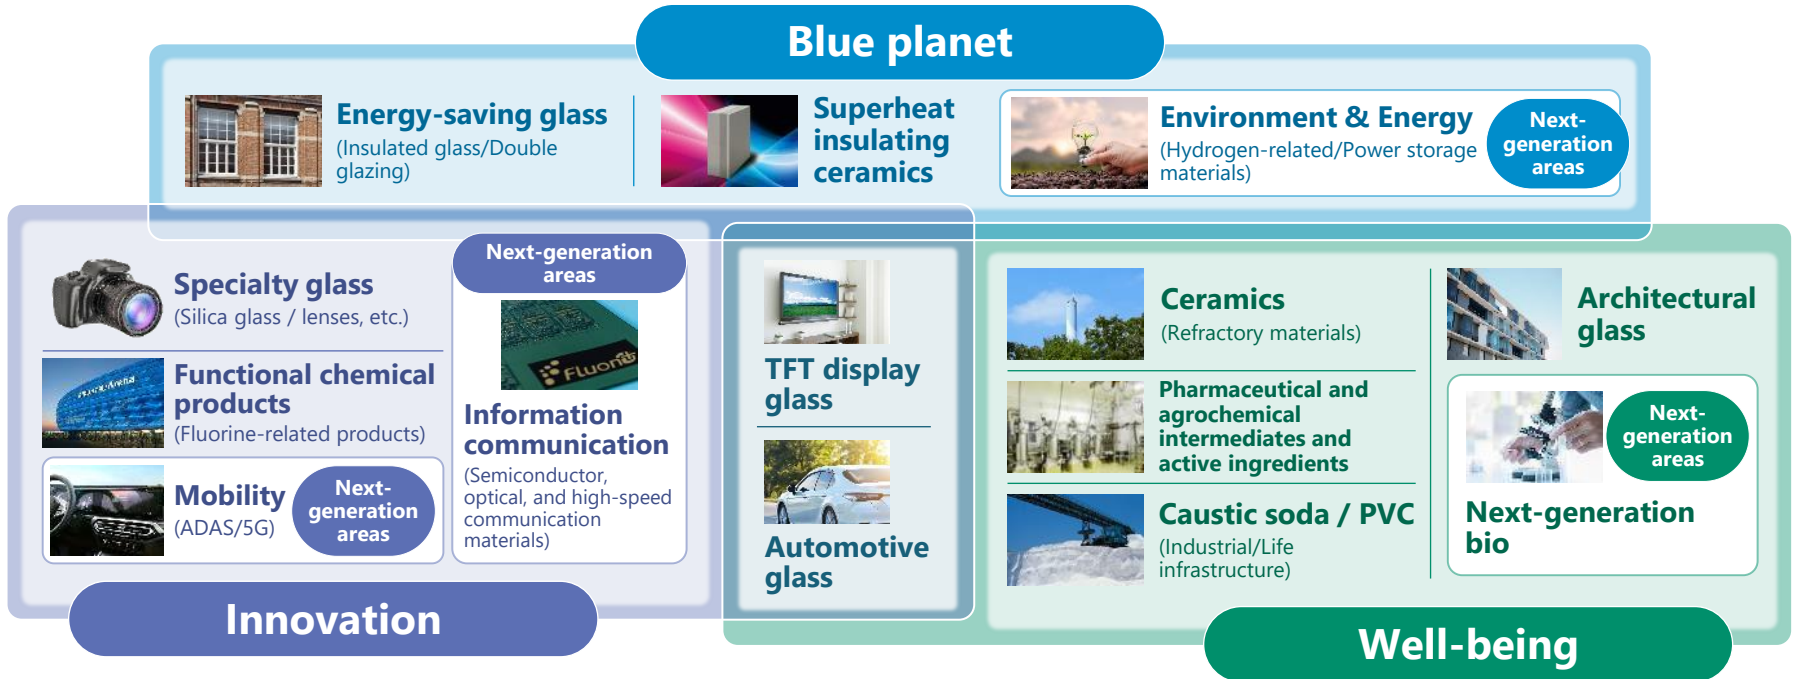 Blue planet
Energy-saving glass
(Insulated glass/Double
glazing)
Superheat
insulating
ceramics
Environment & Energy
(Hydrogen-related/Power storage
materials)
Next-
generation
areas
Specialty glass
(Silica glass / lenses, etc.)
Functional chemical
products
(Fluorine-related products)
Mobility
(ADAS/5G)
Next-
generation
areas
Next-generation
areas
Information
communication
(Semiconductor,
optical, and high-speed
communication
materials)
Innovation
TFT display
glass
Automotive
glass
Ceramics
(Refractory materials)
Pharmaceutical and
agrochemical
intermediates and
active ingredients
Caustic soda / PVC
(Industrial/Life
infrastructure)
Architectural
glass
Next-
generation
areas
Next-generation
bio
Well-being